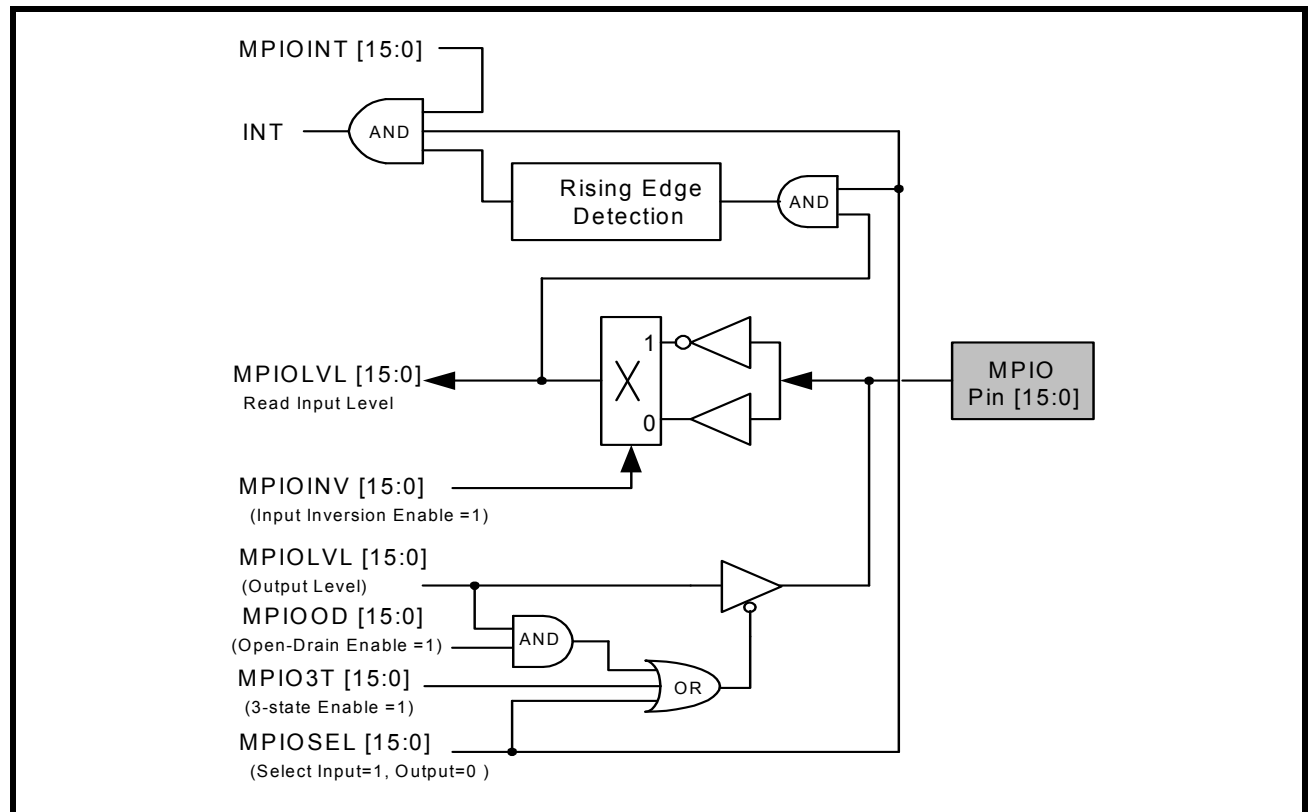 MPIOINT [15:0]
INT
AND
Rising Edge
Detection
AND
1
MPIOLVL [15:0]
Read Input Level
X
0
MPIO
Pin [15:0]
MPIOINV [15:0]
(Input Inversion Enable =1)
MPIOLVL [15:0]
(Output Level)
MPIOOD [15:0]
(Open-Drain Enable =1)
AND
MPIO3T [15:0]
(3-state Enable =1)
OR
MPIOSEL [15:0]
(Select Input=1, Output=0 )